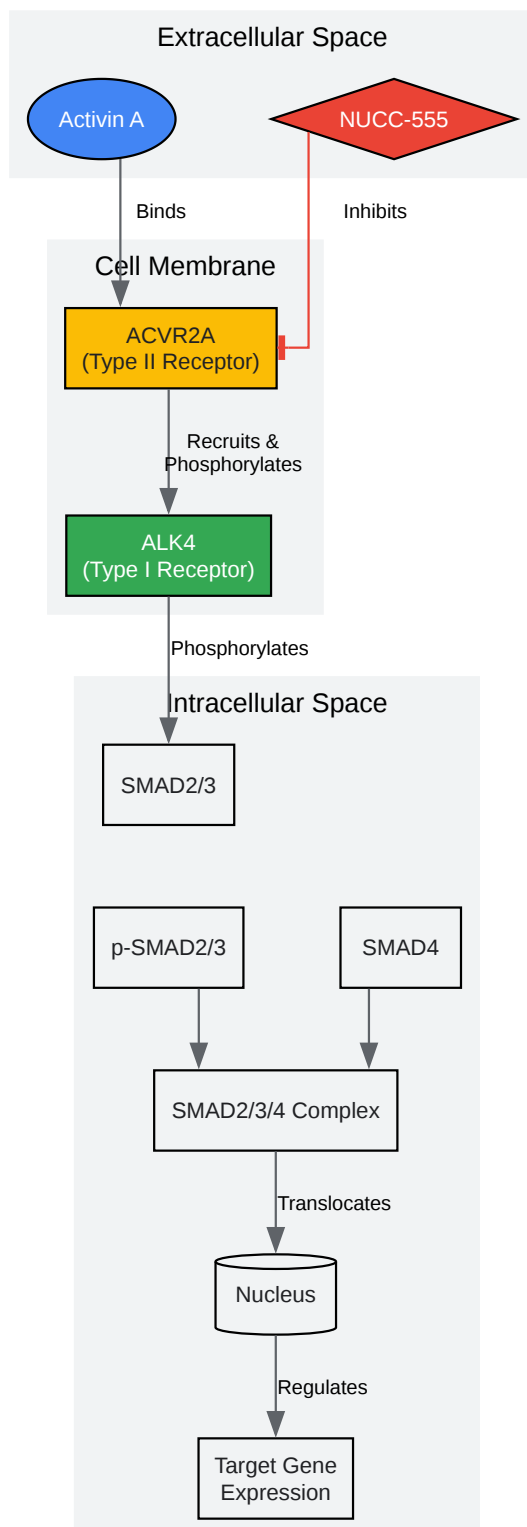 Extracellular Space
Activin A
NUCC-555
Binds
Inhibits
Cell Membrane
ACVR2A
(Type II Receptor)
Recruits &
Phosphorylates
ALK4
(Type I Receptor)
Phosphorylates
Intracellular Space
SMAD2/3
p-SMAD2/3
SMAD4
SMAD2/3/4 Complex
Translocates
Nucleus
Regulates
Target Gene
Expression